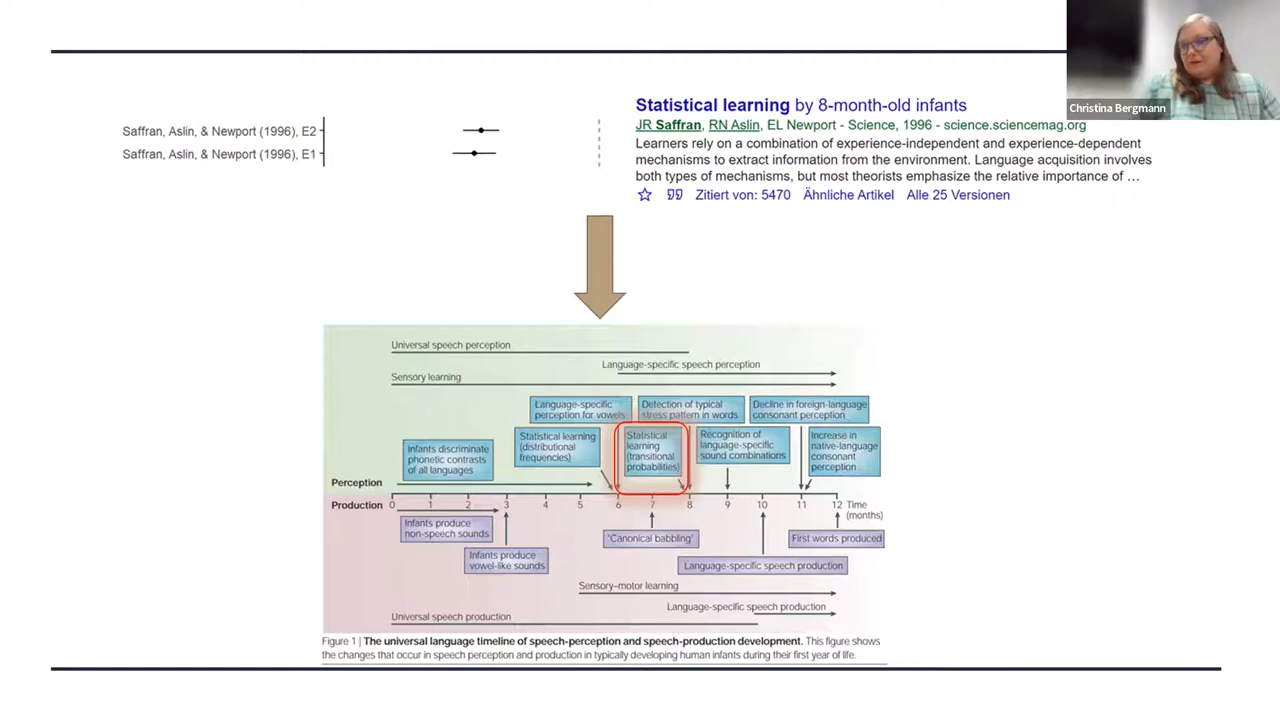 Christina Bergmann
Saffran, Aslin, & Newport (1996), E2
Saffran, Aslin, & Newport (1996), E1
Statistical learning by 8-month-old infants
JR Saffran, RN Aslin, EL Newport - Science, 1996 - science.sciencemag.org
Learners rely on a combination of experience-independent and experience-dependent
mechanisms to extract information from the environment. Language acquisition involves
both types of mechanisms, but most theorists emphasize the relative importance of …
Zitiert von: 5470 Ähnliche Artikel Alle 25 Versionen
Universal speech perception
Language-specific speech perception
Sensory learning
Language-specific
perception for vowels
Detection of typical
stress pattern in words
Decline in foreign-language
consonant perception
Infants discriminate
phonetic contrasts
of all languages
Statistical learning
(distributional
frequencies)
Statistical
learning
(transitional
probabilities)
Recognition of
language-specific
sound combinations
Increase in
native-language
consonant
perception
Perception
Production 0 1 2 3 4 5 6 7 8 9 10 11 12 Time
(months)
Infants produce
non-speech sounds
Infants produce
vowel-like sounds
'Canonical babbling'
First words produced
Language-specific speech production
Sensory–motor learning
Language-specific speech production
Universal speech production
Figure 1 | The universal language timeline of speech-perception and speech-production development. This figure shows
the changes that occur in speech perception and production in typically developing human infants during their first year of life.